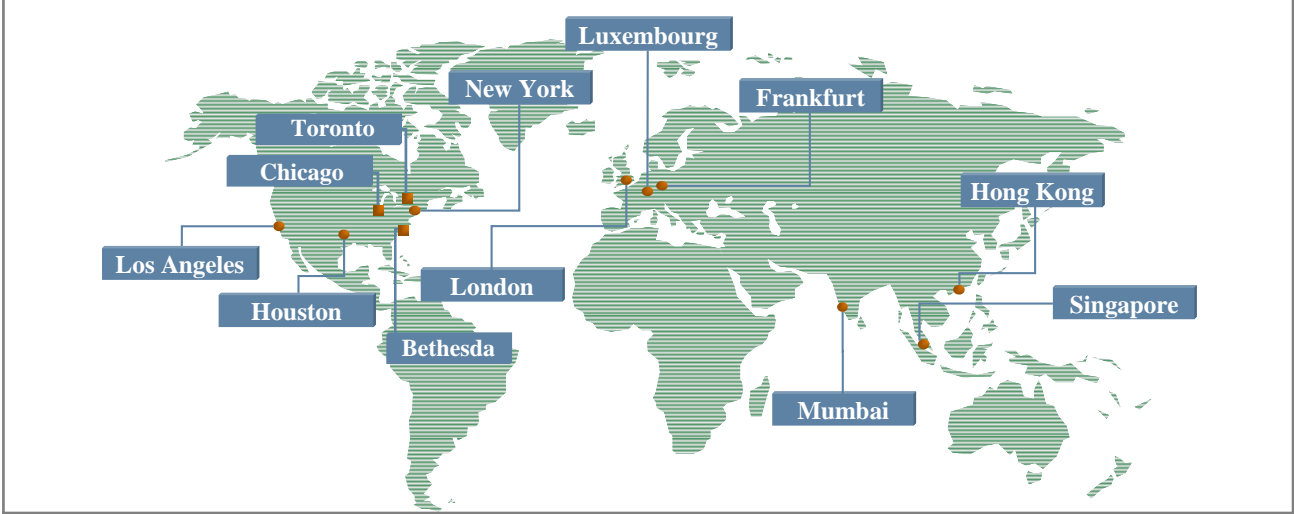 Luxembourg
New York
Frankfurt
Toronto
Chicago
Hong Kong
Los Angeles
London
Houston
Singapore
Bethesda
Mumbai